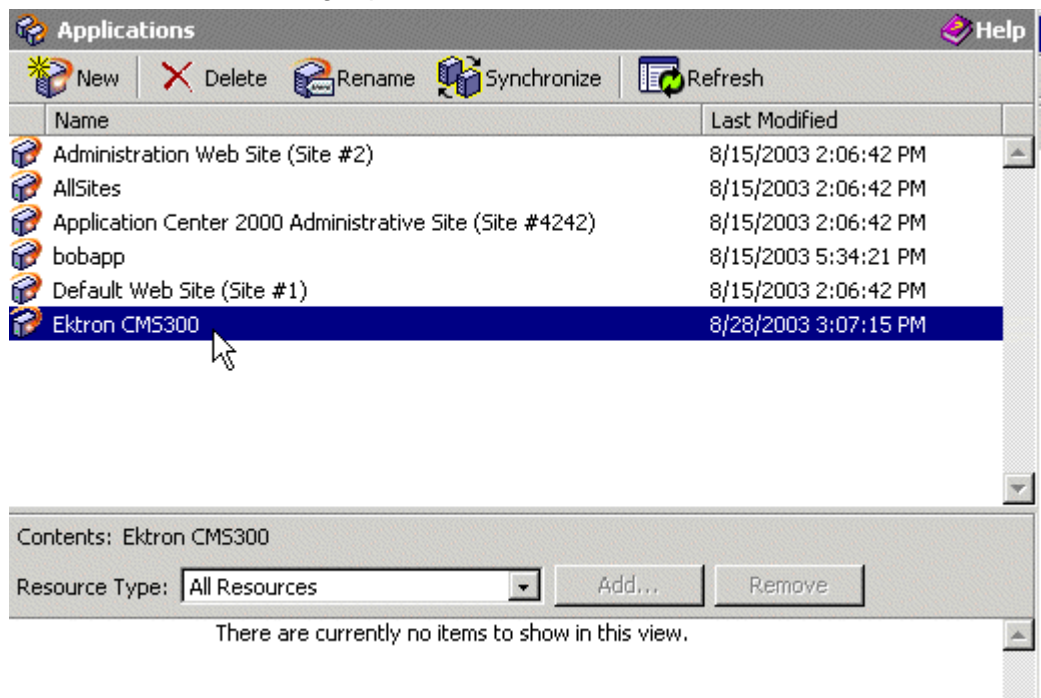 Applications Help
New Delete Rename Synchronize Refresh
Name Last Modified
Administration Web Site (Site #2) 8/15/2003 2:06:42 PM
AllSites 8/15/2003 2:06:42 PM
Application Center 2000 Administrative Site (Site #4242) 8/15/2003 2:06:42 PM
bobapp 8/15/2003 5:34:21 PM
Default Web Site (Site #1) 8/15/2003 2:06:42 PM
Ektron CMS300 8/28/2003 3:07:15 PM
Contents: Ektron CMS300
Resource Type: All Resources Add... Remove
There are currently no items to show in this view.